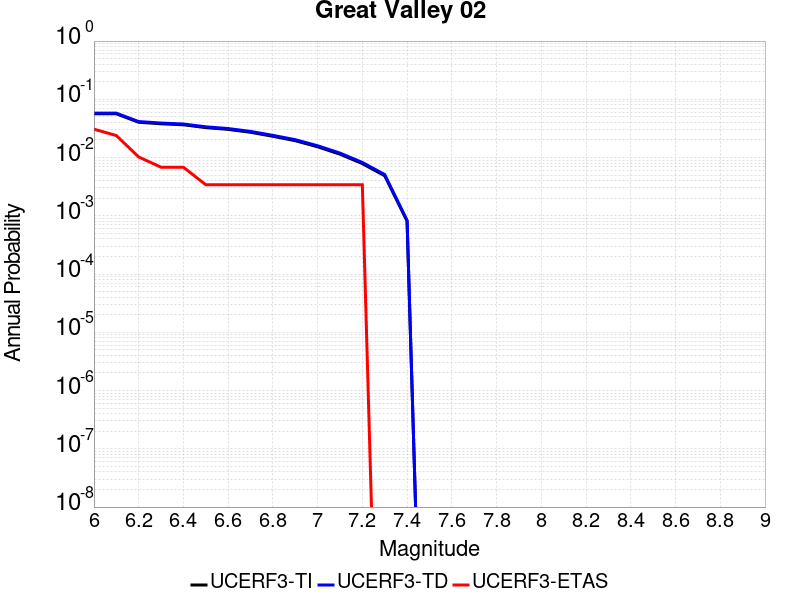 Great Valley 02
10^0
10^-1
10^-2
10^-3
10^-4
10^-5
10^-6
10^-7
10^-8
Annual Probability
6 6.2 6.4 6.6 6.8 7 7.2 7.4 7.6 7.8 8 8.2 8.4 8.6 8.8 9
Magnitude
UCERF3-TI UCERF3-TD UCERF3-ETAS